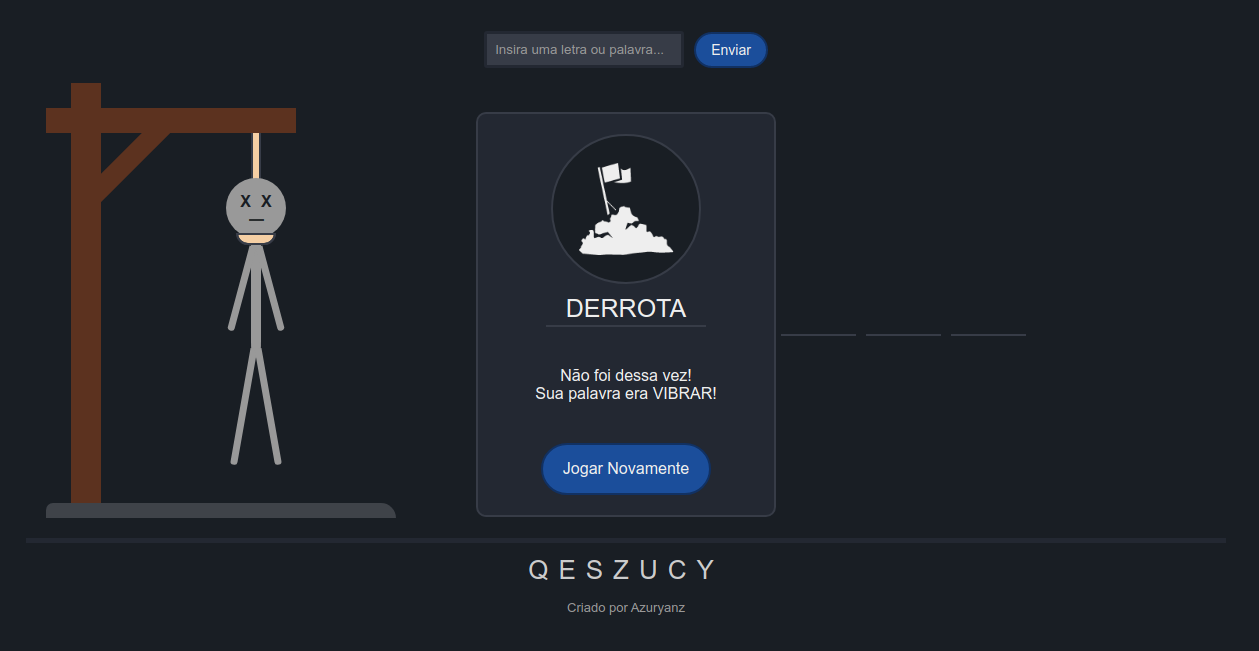 Insira uma letra ou palavra...
Enviar
X X
DERROTA
Não foi dessa vez!
Sua palavra era VIBRAR!
Jogar Novamente
QESZUCY
Criado por Azuryanz